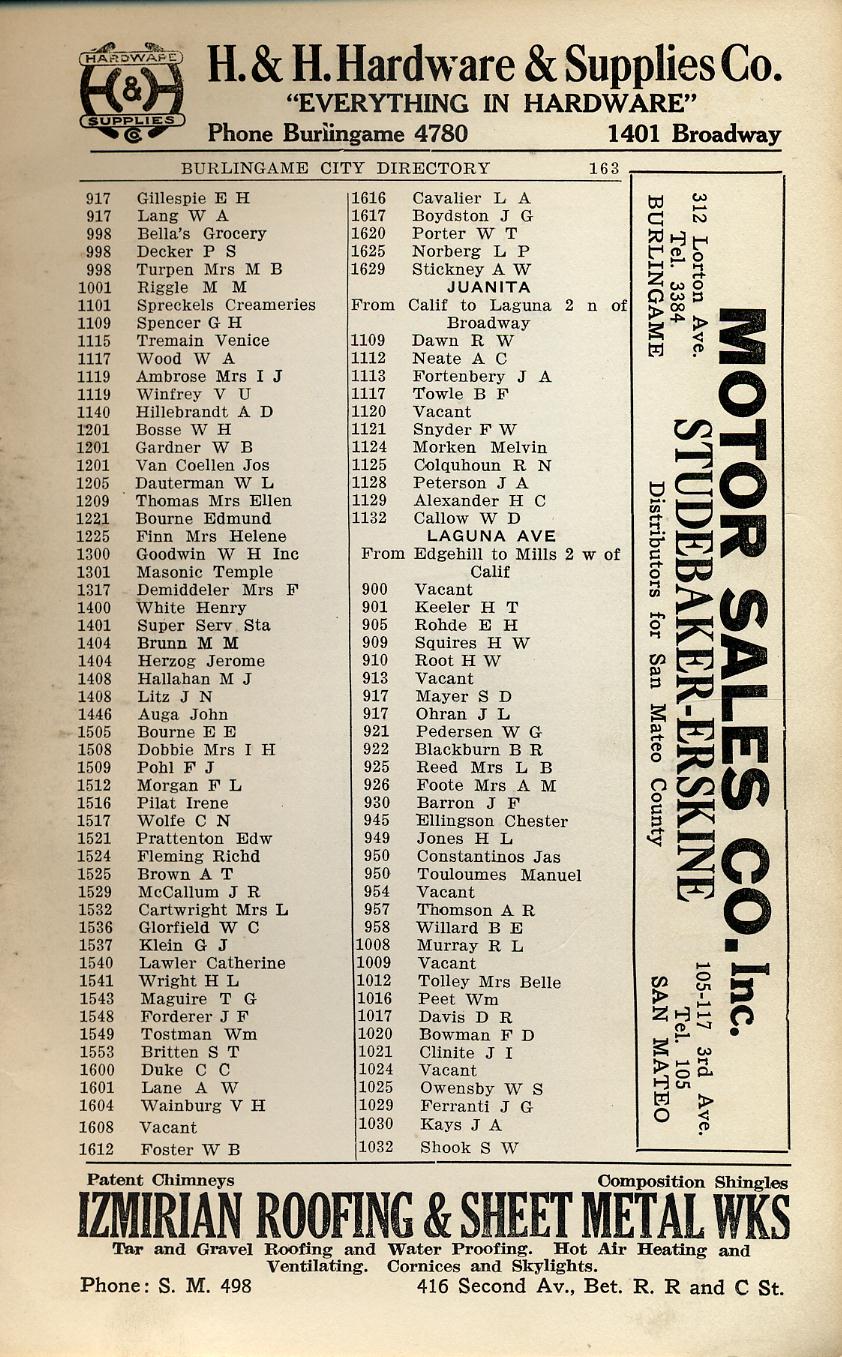 HARDWARE
H & H
SUPPLIES
Co
H. & H. Hardware & Supplies Co.
"EVERYTHING IN HARDWARE"
Phone Burlingame 4780 1401 Broadway
BURLINGAME CITY DIRECTORY 163
917 Gillespie E H
917 Lang W A
998 Bella's Grocery
998 Decker P S
998 Turpen Mrs M B
1001 Riggle M M
1101 Spreckels Creameries
1109 Spencer G H
1115 Tremain Venice
1117 Wood W A
1119 Ambrose Mrs I J
1119 Winfrey V U
1140 Hillebrandt A D
1201 Bosse W H
1201 Gardner W B
1201 Van Coellen Jos
1205 Dauterman W L
1209 Thomas Mrs Ellen
1221 Bourne Edmund
1225 Finn Mrs Helene
1300 Goodwin W H Inc
1301 Masonic Temple
1317 Demiddeler Mrs F
1400 White Henry
1401 Super Serv Sta
1404 Brunn M M
1404 Herzog Jerome
1408 Hallahan M J
1408 Litz J N
1446 Auga John
1505 Bourne E E
1508 Dobbie Mrs I H
1509 Pohl F J
1512 Morgan F L
1516 Pilat Irene
1517 Wolfe C N
1521 Prattenton Edw
1524 Fleming Richd
1525 Brown A T
1529 McCallum J R
1532 Cartwright Mrs L
1536 Glorfield W C
1537 Klein G J
1540 Lawler Catherine
1541 Wright H L
1543 Maguire T G
1548 Forderer J F
1549 Tostman Wm
1553 Britten S T
1600 Duke C C
1601 Lane A W
1604 Wainburg V H
1608 Vacant
1612 Foster W B
1616 Cavalier L A
1617 Boydston J G
1620 Porter W T
1625 Norberg L P
1629 Stickney A W
JUANITA
From Calif to Laguna 2 n of
Broadway
1109 Dawn R W
1112 Neate A C
1113 Fortenbery J A
1117 Towle B F
1120 Vacant
1121 Snyder F W
1124 Morken Melvin
1125 Colquhoun R N
1128 Peterson J A
1129 Alexander H C
1132 Callow W D
LAGUNA AVE
From Edgehill to Mills 2 w of
Calif
900 Vacant
901 Keeler H T
905 Rohde E H
909 Squires H W
910 Root H W
913 Vacant
917 Mayer S D
917 Ohran J L
921 Pedersen W G
922 Blackburn B R
925 Reed Mrs L B
926 Foote Mrs A M
930 Barron J F
945 Ellingson Chester
949 Jones H L
950 Constantinos Jas
950 Touloumes Manuel
954 Vacant
957 Thomson A R
958 Willard B E
1008 Murray R L
1009 Vacant
1012 Tolley Mrs Belle
1016 Peet Wm
1017 Davis D R
1020 Bowman F D
1021 Clinite J I
1024 Vacant
1025 Owensby W S
1029 Ferranti J G
1030 Kays J A
1032 Shook S W
MOTOR SALES CO. Inc.
STUDEBAKER-ERSKINE
Distributors for San Mateo County
312 Lorton Ave.
Tel. 3384
BURLINGAME
105-117 3rd Ave.
Tel. 105
SAN MATEO
Patent Chimneys Composition Shingles
IZMIRIAN ROOFING & SHEET METAL WKS
Tar and Gravel Roofing and Water Proofing. Hot Air Heating and
Ventilating. Cornices and Skylights.
Phone: S. M. 498 416 Second Av., Bet. R. R and C St.